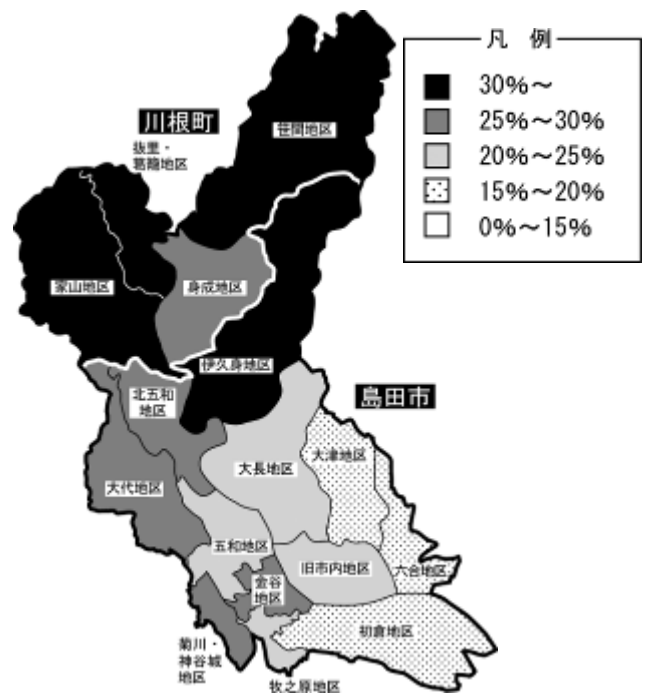 凡 例
30%～
25%～30%
20%～25%
15%～20%
0%～15%
川根町
笹間地区
抜里・
葛籠地区
家山地区
身成地区
伊久身地区
北五和
地区
島田市
大代地区
大長地区
大津地区
五和地区
旧市内地区
六合地区
金谷
地区
初倉地区
菊川・
神谷城
地区
牧之原地区